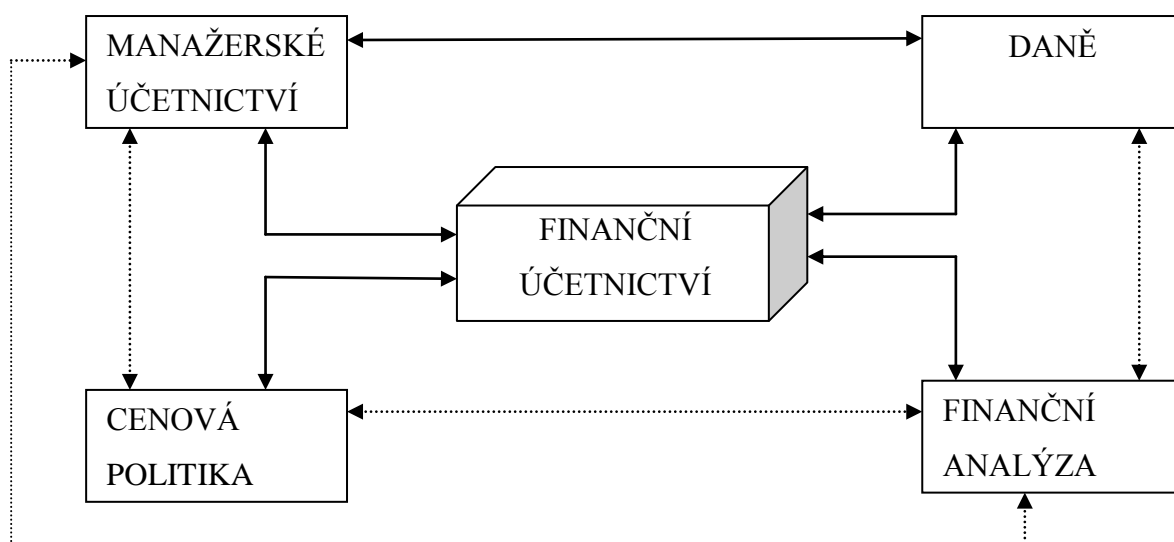 MANAŽERSKÉ
ÚČETNICTVÍ
DANĚ
FINANČNÍ
ÚČETNICTVÍ
CENOVÁ
POLITIKA
FINANČNÍ
ANALÝZA